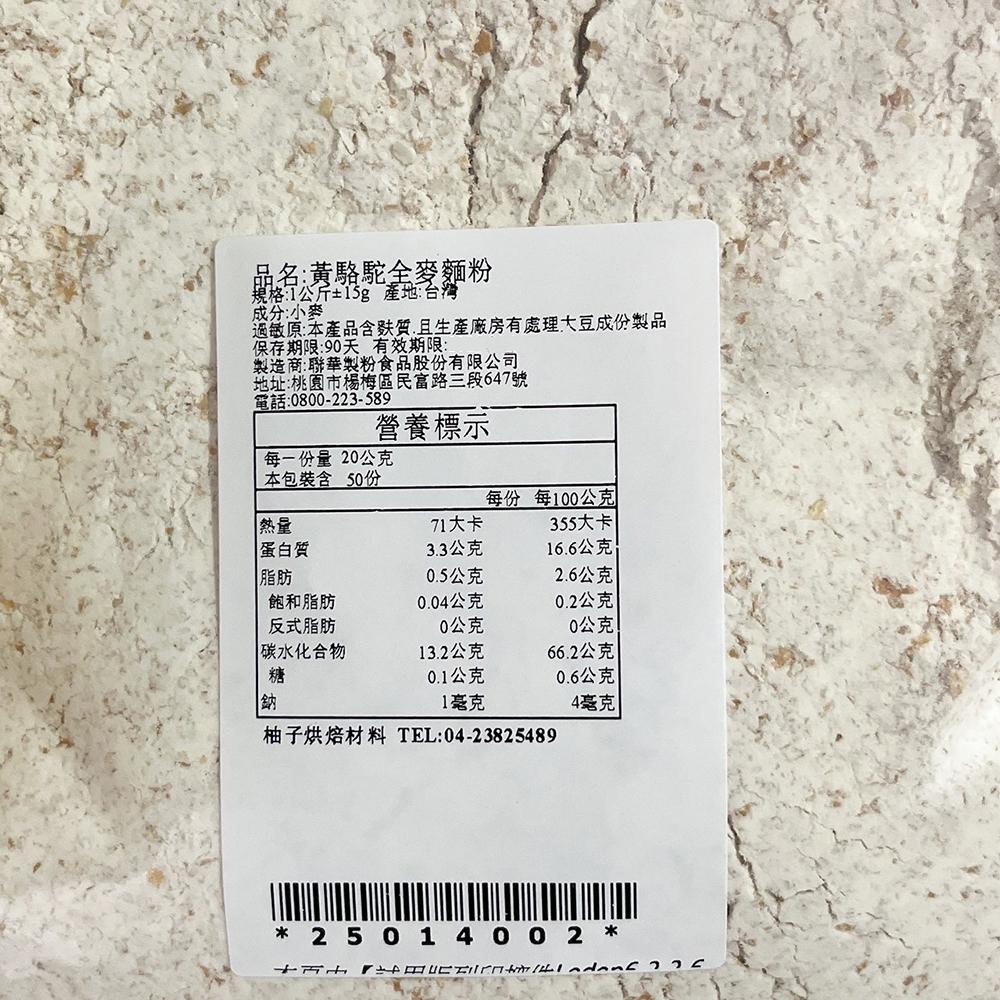 品名:黃駱駝全麥麵粉
規格:1公斤±15g 產地:台灣
成分:小麥
過敏原:本產品含麩質.且生產廠房有處理大豆成份製品
保存期限:90天 有效期限:
製造商:聯華製粉食品股份有限公司
地址:桃園市楊梅區民富路三段647號
電話:0800-223-589
營養標示
每一份量 20公克
本包裝含 50份
每份 每100公克
熱量 71大卡 355大卡
蛋白質 3.3公克 16.6公克
脂肪 0.5公克 2.6公克
飽和脂肪 0.04公克 0.2公克
反式脂肪 0公克 0公克
碳水化合物 13.2公克 66.2公克
糖 0.1公克 0.6公克
鈉 1毫克 4毫克
柚子烘焙材料 TEL:04-23825489
*25014002*